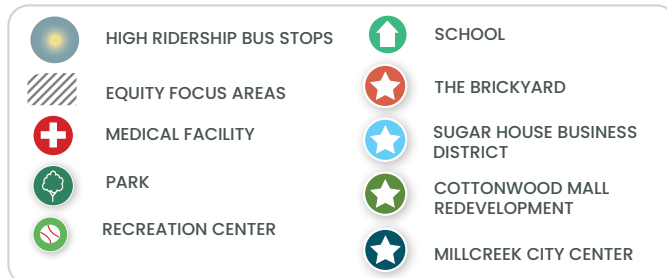 HIGH RIDERSHIP BUS STOPS
EQUITY FOCUS AREAS
MEDICAL FACILITY
PARK
RECREATION CENTER
SCHOOL
THE BRICKYARD
SUGAR HOUSE BUSINESS
DISTRICT
COTTONWOOD MALL
REDEVELOPMENT
MILLCREEK CITY CENTER